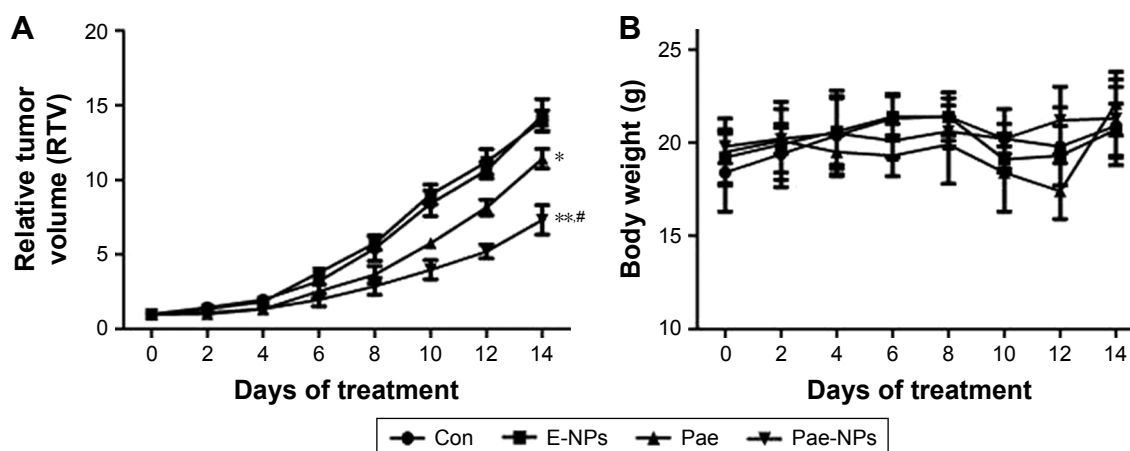 A
Relative tumor
volume (RTV)
20
15
10
5
0
*
**,#
0 2 4 6 8 10 12 14
Days of treatment
B
Body weight (g)
25
20
15
10
0 2 4 6 8 10 12 14
Days of treatment
Con E-NPs Pae Pae-NPs